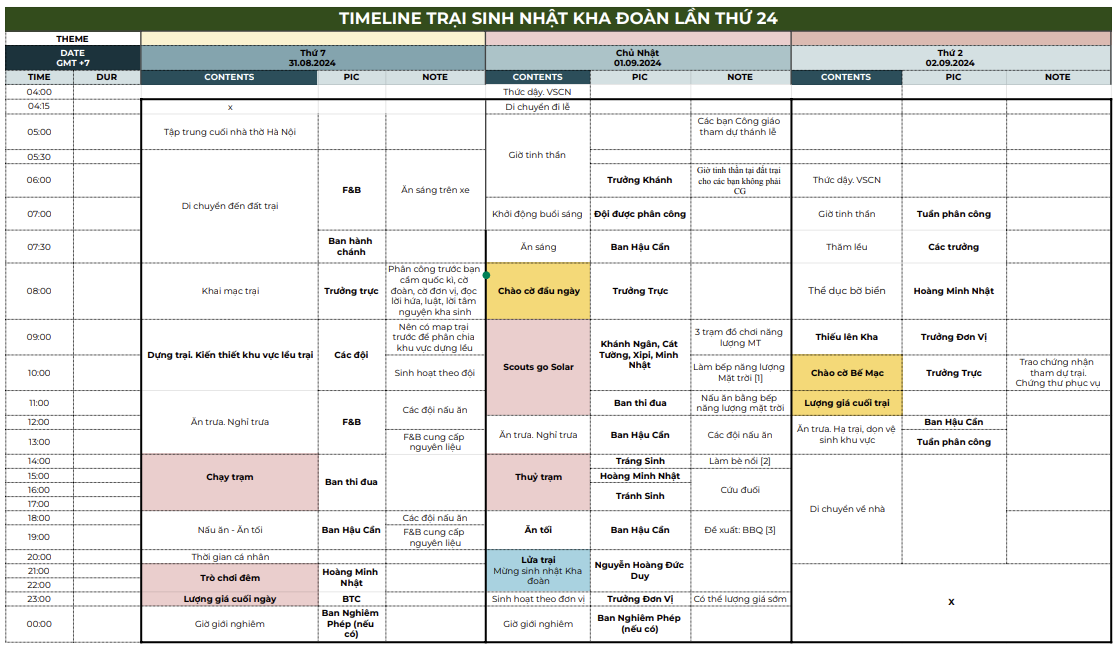 TIMELINE TRẠI SINH NHẬT KHA ĐOÀN LẦN THỨ 24
THEME
DATE
GMT +7
Thứ 7
31.08.2024
Chủ Nhật
01.09.2024
Thứ 2
02.09.2024
TIME DUR CONTENTS PIC NOTE CONTENTS PIC NOTE CONTENTS PIC NOTE
04:00 Thức dậy. VSCN
04:15 x Di chuyển đi lễ
05:00 Tập trung cuối nhà thờ Hà Nội
Giờ tinh thần
Các bạn Công giáo
tham dự thánh lễ
05:30
06:00
Di chuyển đến đất trại
F&B
Ăn sáng trên xe
Trưởng Khánh
Giờ tinh thần tại đất trại
cho các bạn không phải
CG
Thức dậy. VSCN
07:00 Khởi động buổi sáng Đội được phân công Giờ tinh thần Tuần phân công
07:30
Ban hành
chánh
Ăn sáng Ban Hậu Cần Thăm lều Các trưởng
08:00 Khai mạc trại Trưởng trực
Phân công trước bạn
cầm quốc kì, cờ
đoàn, cờ đơn vị, đọc
lời hứa, luật, lời tâm
nguyện kha sinh
Chào cờ đầu ngày Trưởng Trực Thể dục bờ biển Hoàng Minh Nhật
09:00
Dựng trại. Kiến thiết khu vực lều trại Các đội
Nên có map trại
trước để phân chia
khu vực dựng lều
Scouts go Solar
Khánh Ngân, Cát
Tường, Xipi, Minh
Nhật
3 trạm đồ chơi năng
lượng MT
Thiếu lên Kha Trưởng Đơn Vị
10:00 Sinh hoạt theo đội
Làm bếp năng lượng
Mặt trời [1]
Chào cờ Bế Mạc Trưởng Trực
Trao chứng nhận
tham dự trại.
Chứng thư phục vụ
11:00
Ăn trưa. Nghỉ trưa F&B
Các đội nấu ăn
Ban thi đua
Nấu ăn bằng bếp
năng lượng mặt trời
Lượng giá cuối trại
12:00
Ăn trưa. Nghỉ trưa Ban Hậu Cần Các đội nấu ăn
Ăn trưa. Hạ trại, dọn vệ
sinh khu vực
Ban Hậu Cần
13:00
F&B cung cấp
nguyên liệu
Tuần phân công
14:00
Chạy trạm Ban thi đua
Thuỷ trạm
Tráng Sinh Làm bè nổi [2]
15:00 Hoàng Minh Nhật
Cứu đuối
16:00
Tránh Sinh
17:00
Di chuyển về nhà
18:00
Nấu ăn - Ăn tối Ban Hậu Cần
Các đội nấu ăn
Ăn tối Ban Hậu Cần Đề xuất: BBQ [3]
19:00
F&B cung cấp
nguyên liệu
20:00 Thời gian cá nhân
Lửa trại
Mừng sinh nhật Kha
đoàn
Nguyễn Hoàng Đức
Duy
21:00
Trò chơi đêm
Hoàng Minh
Nhật
22:00
23:00 Lượng giá cuối ngày BTC Sinh hoạt theo đơn vị Trưởng Đơn Vị Có thể lượng giá sớm
x
00:00 Giờ giới nghiêm
Ban Nghiêm
Phép (nếu
có)
Giờ giới nghiêm
Ban Nghiêm Phép
(nếu có)